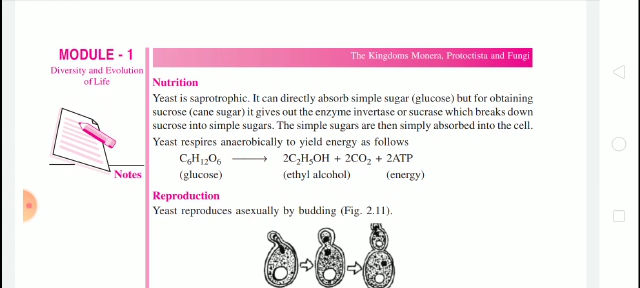 MODULE - 1
Diversity and Evolution
of Life
Notes
The Kingdoms Monera, Protoctista and Fungi
Nutrition
Yeast is saprotrophic. It can directly absorb simple sugar (glucose) but for obtaining
sucrose (cane sugar) it gives out the enzyme invertase or sucrase which breaks down
sucrose into simple sugars. The simple sugars are then simply absorbed into the cell.
Yeast respires anaerobically to yield energy as follows
C₆H₁₂O₆ ⟶ 2C₂H₅OH + 2CO₂ + 2ATP
(glucose) (ethyl alcohol) (energy)
Reproduction
Yeast reproduces asexually by budding (Fig. 2.11).